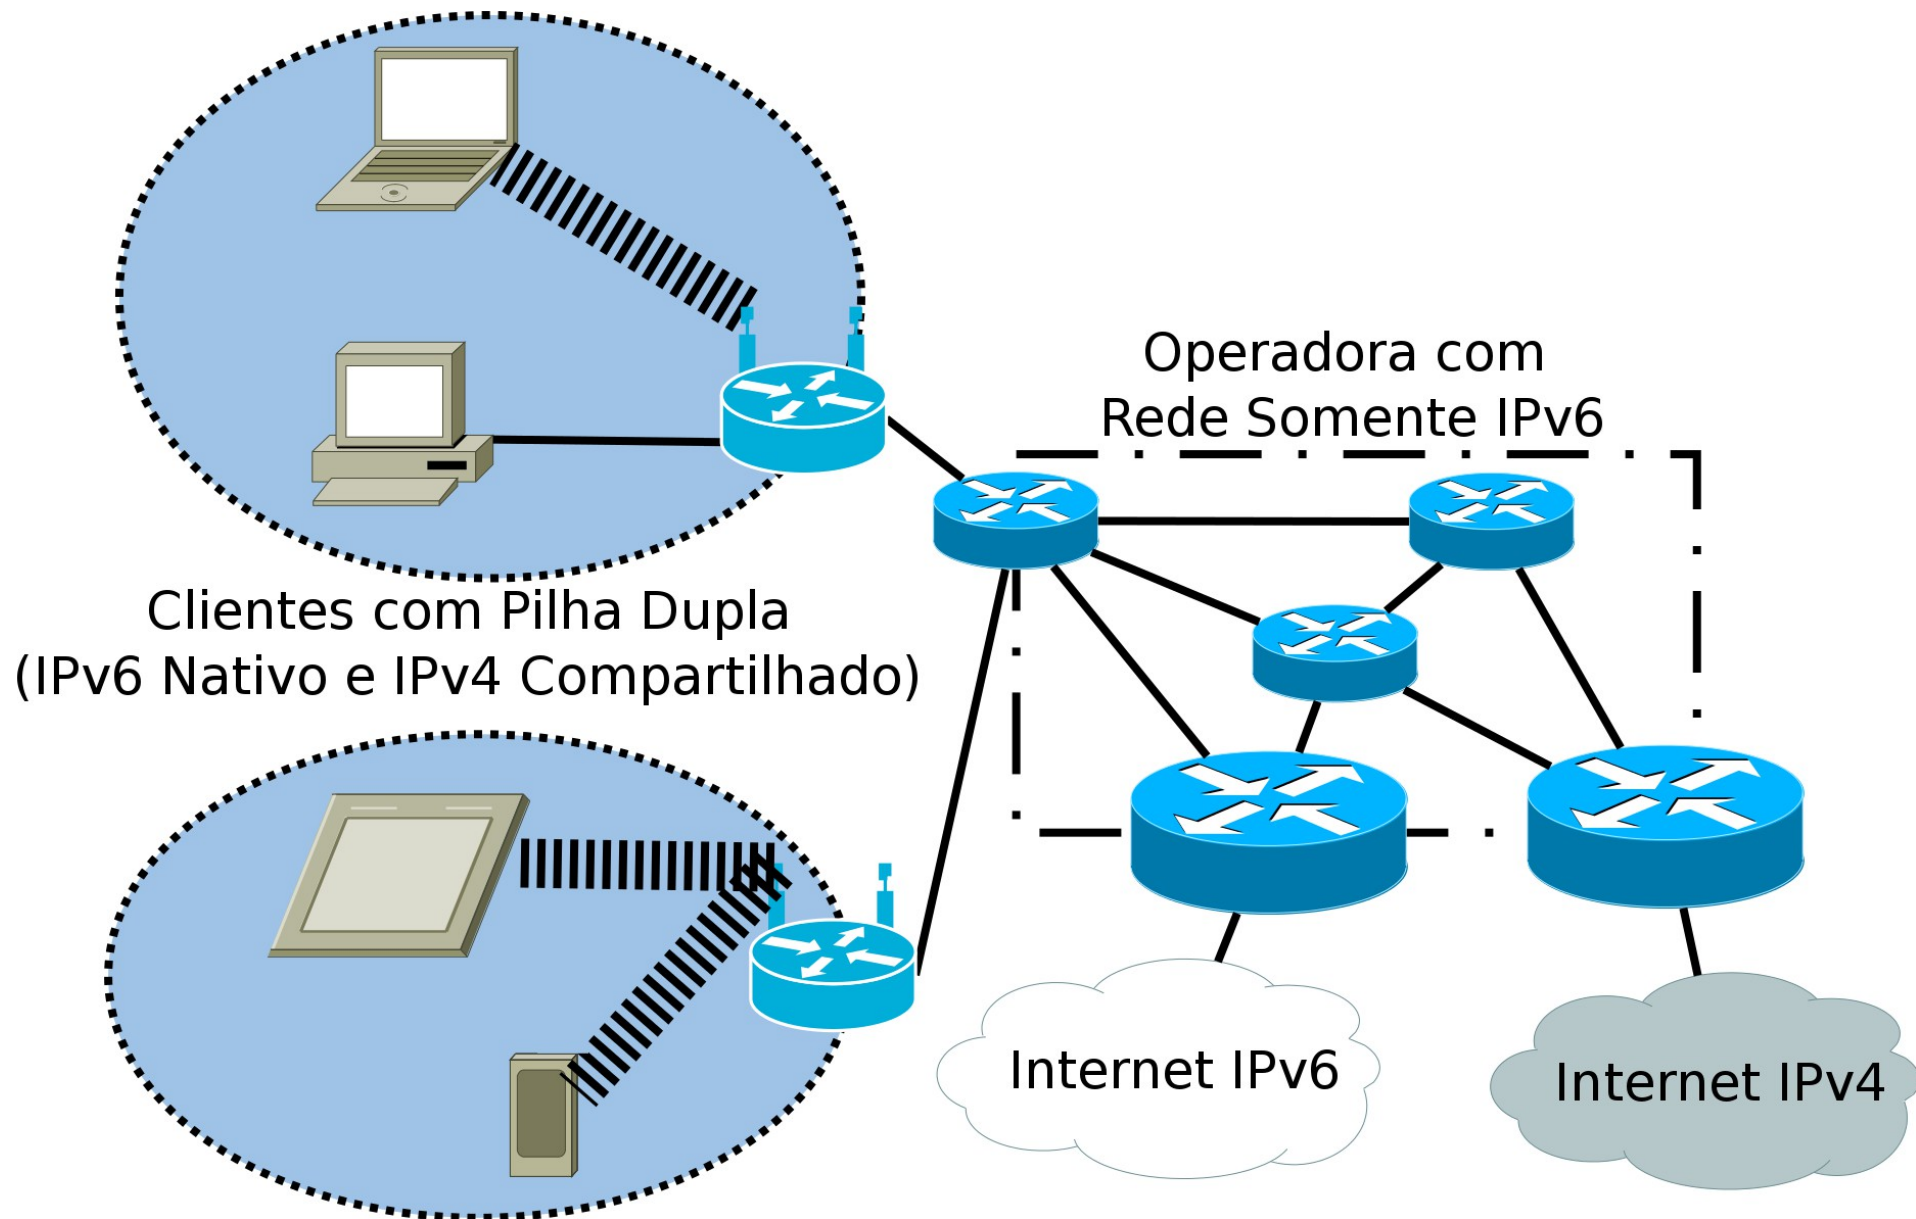 Operadora com
Rede Somente IPv6
Clientes com Pilha Dupla
(IPv6 Nativo e IPv4 Compartilhado)
Internet IPv6
Internet IPv4